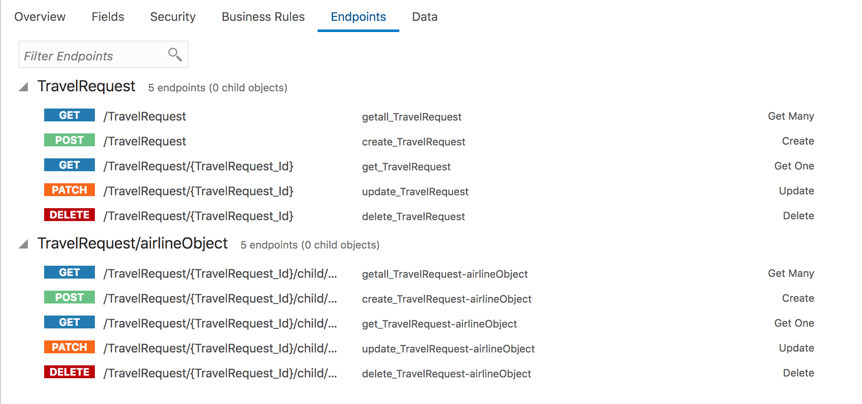 Overview Fields Security Business Rules Endpoints Data
Filter Endpoints
TravelRequest 5 endpoints (0 child objects)
GET /TravelRequest getall_TravelRequest Get Many
POST /TravelRequest create_TravelRequest Create
GET /TravelRequest/{TravelRequest_Id} get_TravelRequest Get One
PATCH /TravelRequest/{TravelRequest_Id} update_TravelRequest Update
DELETE /TravelRequest/{TravelRequest_Id} delete_TravelRequest Delete
TravelRequest/airlineObject 5 endpoints (0 child objects)
GET /TravelRequest/{TravelRequest_Id}/child/... getall_TravelRequest-airlineObject Get Many
POST /TravelRequest/{TravelRequest_Id}/child/... create_TravelRequest-airlineObject Create
GET /TravelRequest/{TravelRequest_Id}/child/... get_TravelRequest-airlineObject Get One
PATCH /TravelRequest/{TravelRequest_Id}/child/... update_TravelRequest-airlineObject Update
DELETE /TravelRequest/{TravelRequest_Id}/child/... delete_TravelRequest-airlineObject Delete